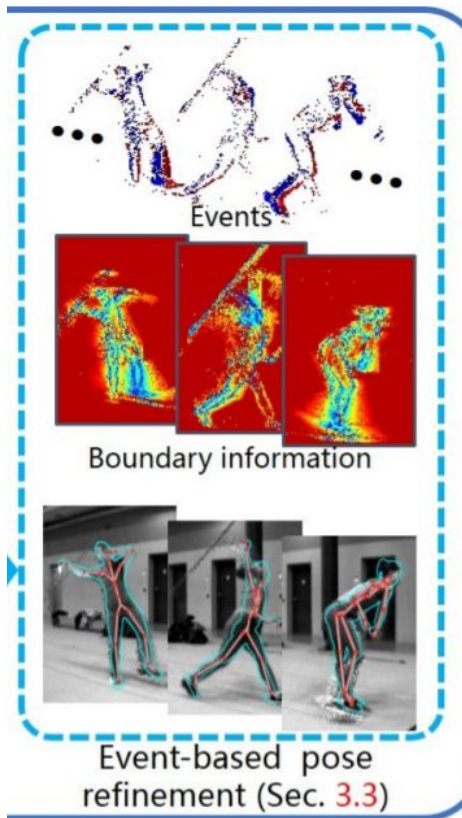 Events
Boundary information
Event-based pose
refinement (Sec. 3.3)